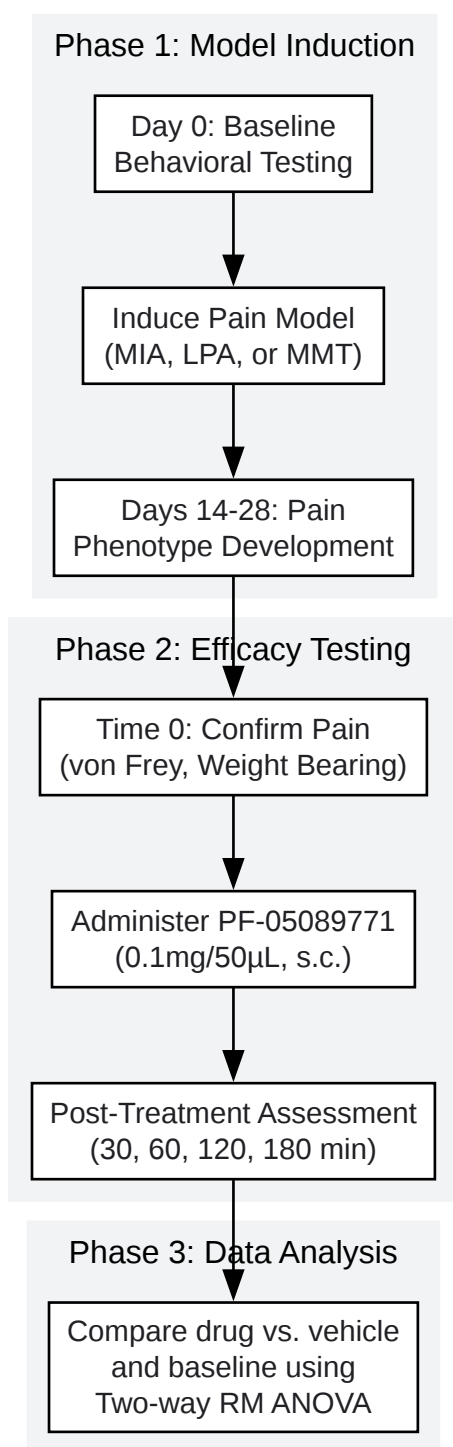 Phase 1: Model Induction
Day 0: Baseline
Behavioral Testing
Induce Pain Model
(MIA, LPA, or MMT)
Days 14-28: Pain
Phenotype Development
Phase 2: Efficacy Testing
Time 0: Confirm Pain
(von Frey, Weight Bearing)
Administer PF-05089771
(0.1mg/50µL, s.c.)
Post-Treatment Assessment
(30, 60, 120, 180 min)
Phase 3: Data Analysis
Compare drug vs. vehicle
and baseline using
Two-way RM ANOVA